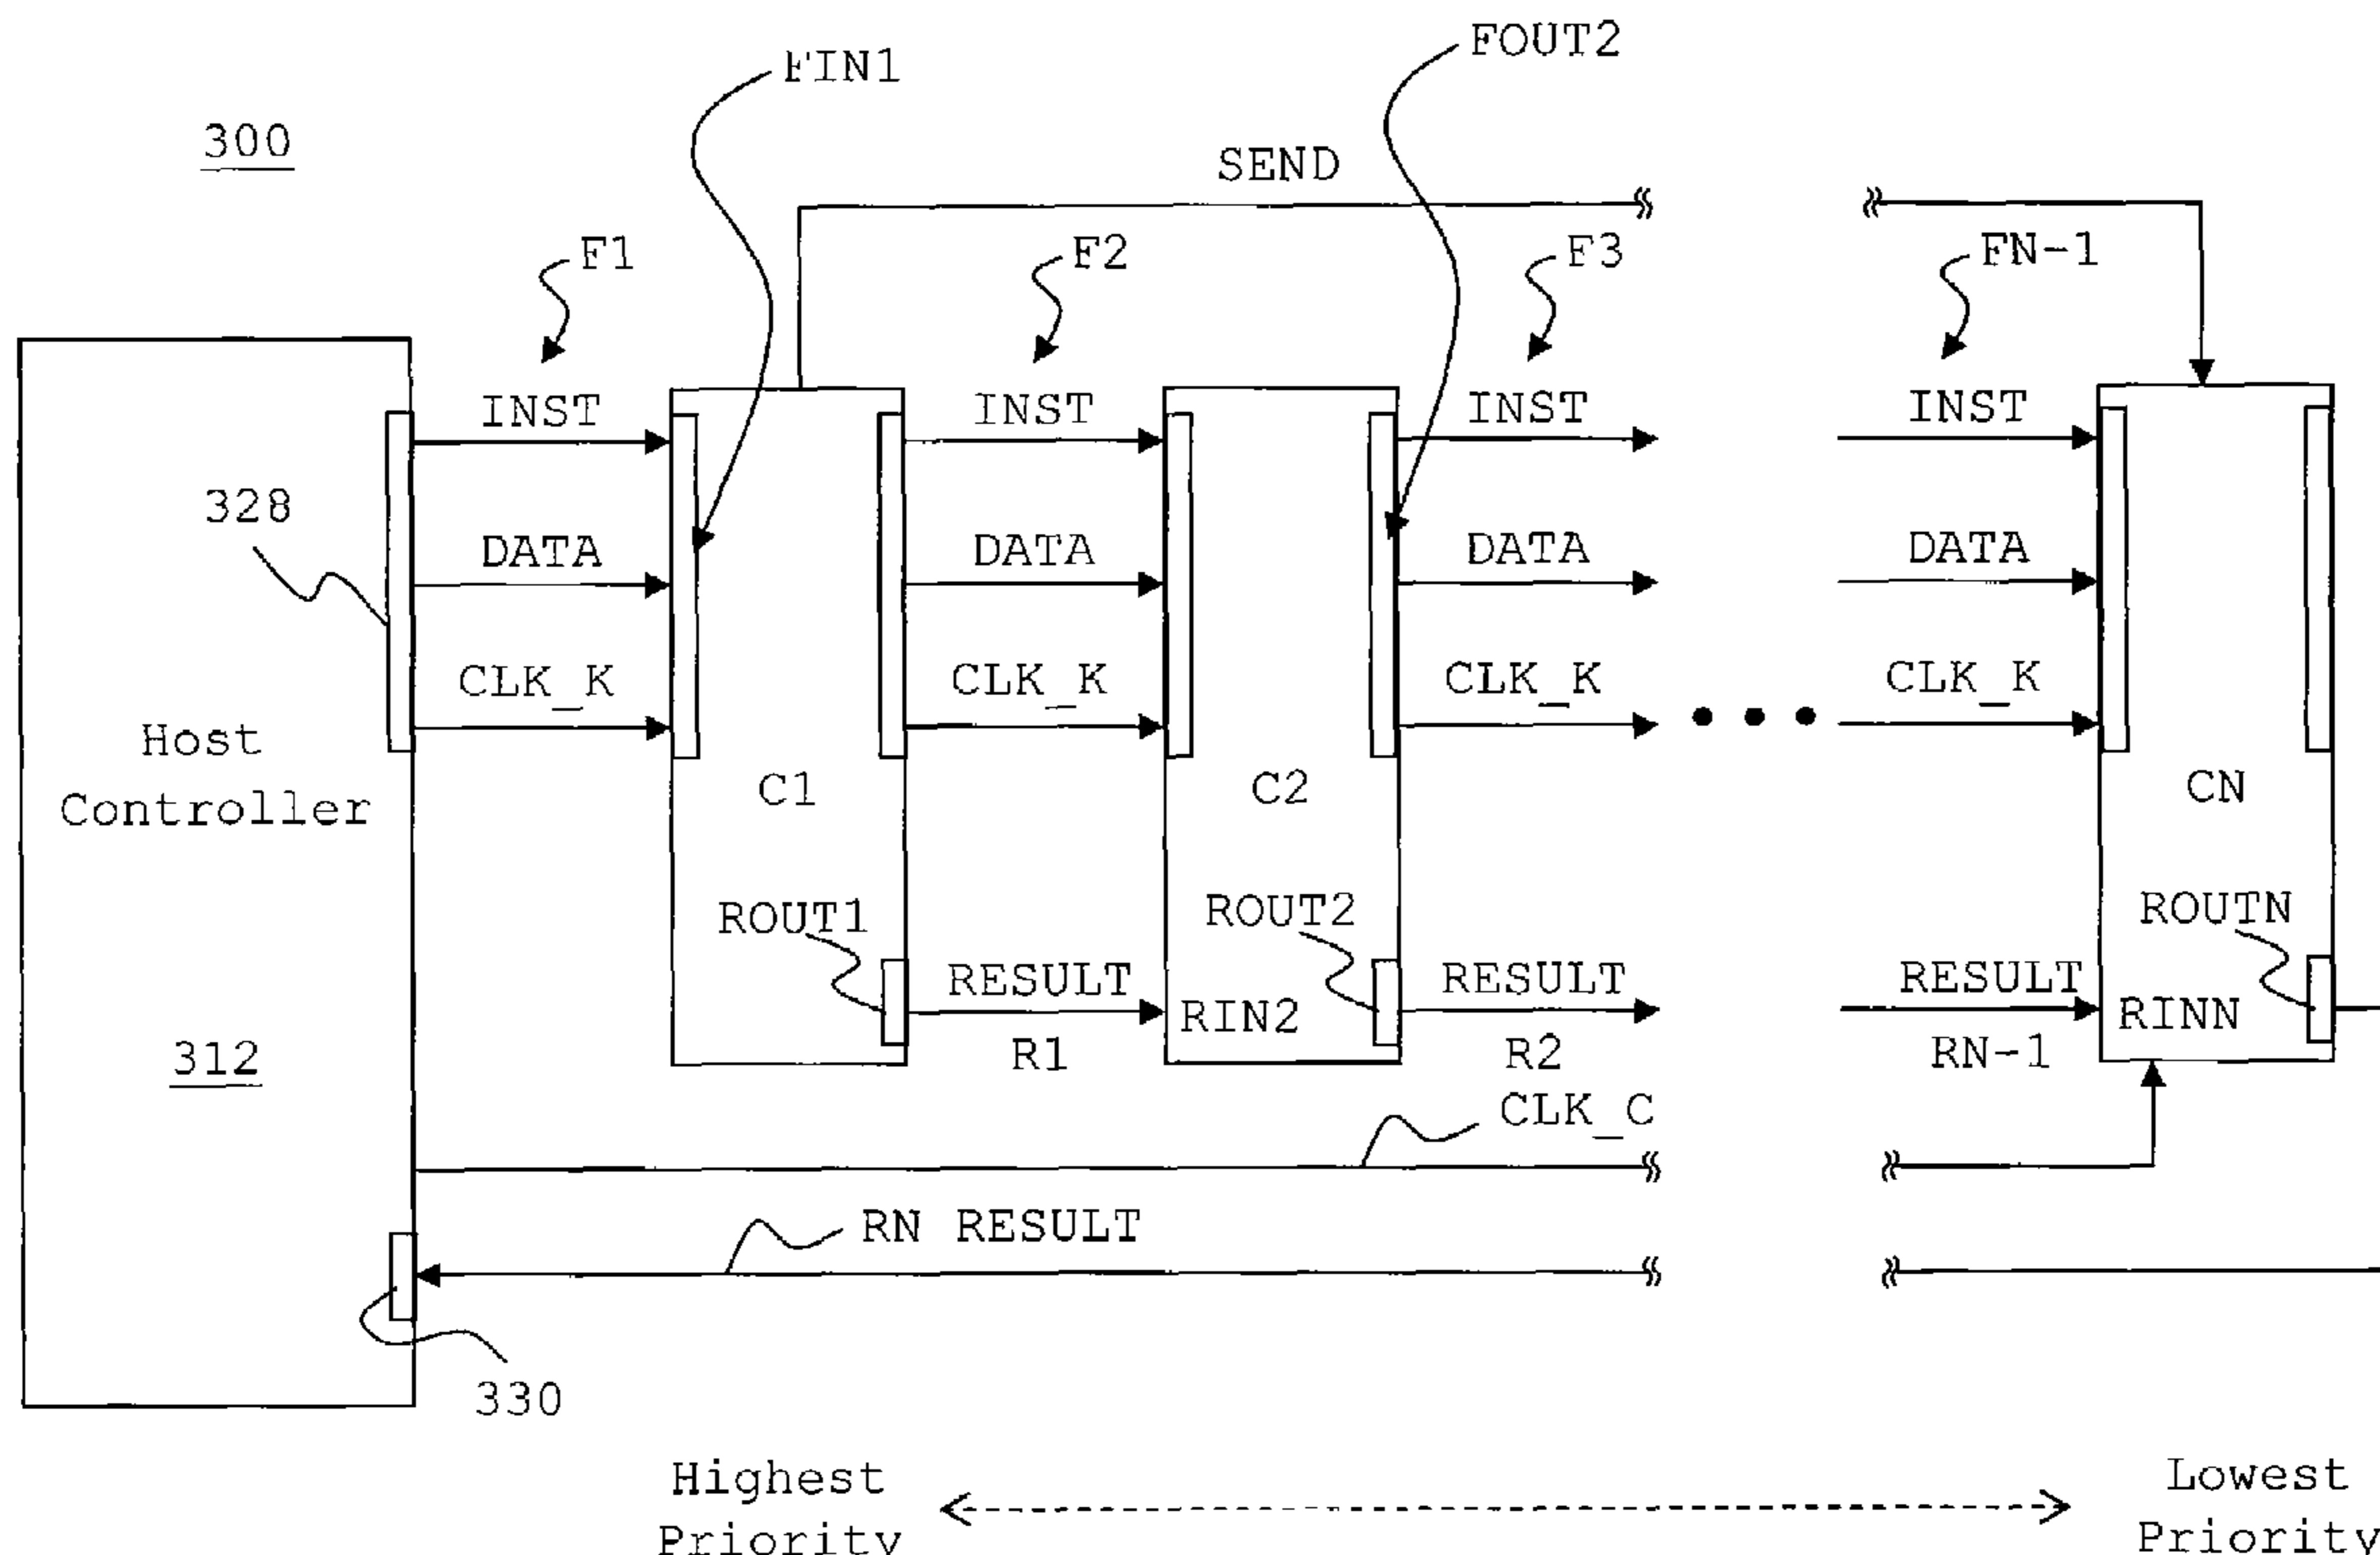 FIN1
FOUT2
300
SEND
F1
F2
F3
FN-1
INST
INST
INST
INST
328
DATA
DATA
DATA
DATA
CLK_K
CLK_K
CLK_K
CLK_K
Host
Controller
C1
C2
CN
ROUT1
ROUT2
ROUTN
RESULT
RESULT
RESULT
RIN2
RINN
312
R1
R2
RN-1
CLK_C
RN RESULT
330
Highest
Priority
Lowest
Priority